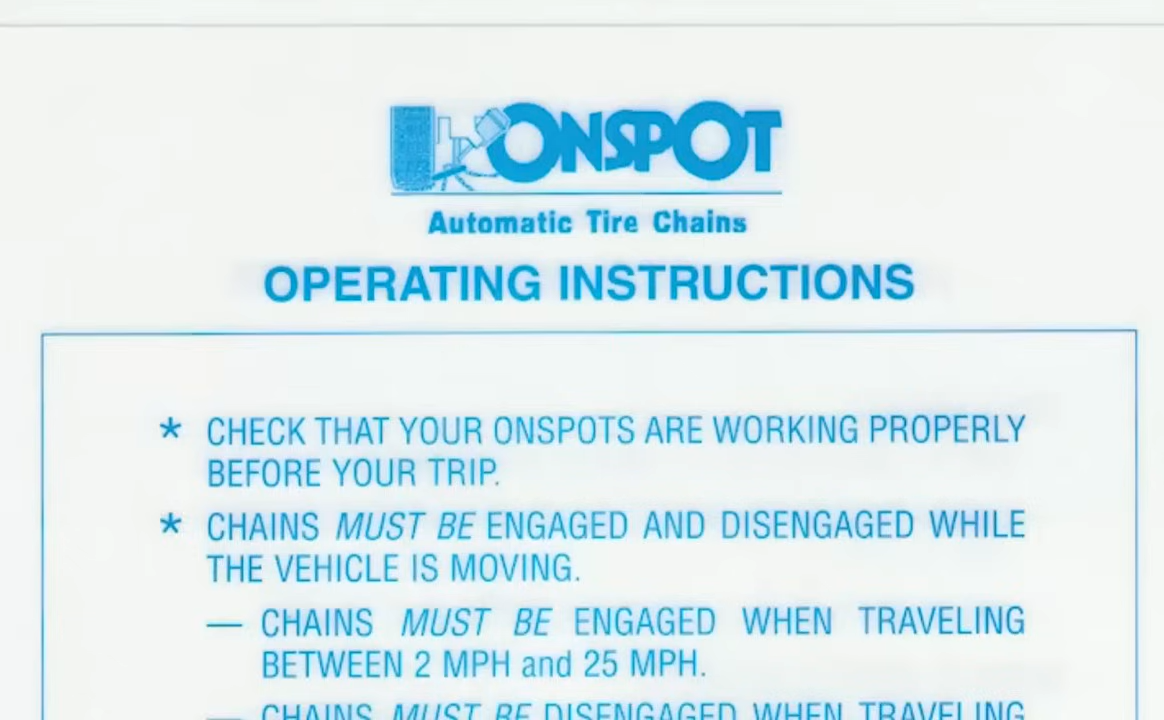 ONSPOT
Automatic Tire Chains
OPERATING INSTRUCTIONS
* CHECK THAT YOUR ONSPOTS ARE WORKING PROPERLY
BEFORE YOUR TRIP.
* CHAINS MUST BE ENGAGED AND DISENGAGED WHILE
THE VEHICLE IS MOVING.
— CHAINS MUST BE ENGAGED WHEN TRAVELING
BETWEEN 2 MPH and 25 MPH.
— CHAINS MUST BE DISENGAGED WHEN TRAVELING